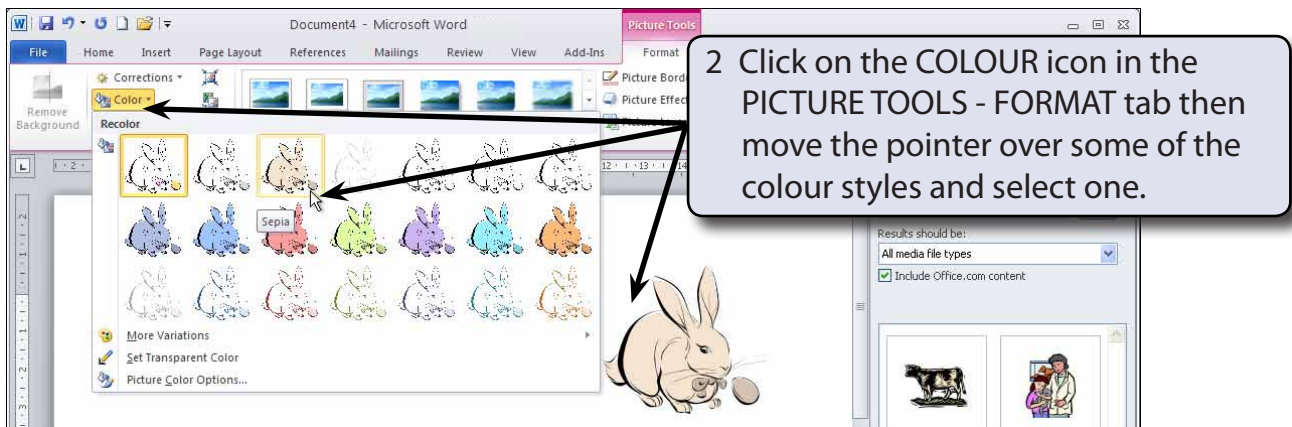 Document4 - Microsoft Word
Picture Tools
File Home Insert Page Layout References Mailings Review View Add-Ins Format
Corrections
Color
Remove
Background
Picture Bord
Picture Effec
Recolor
Sepia
More Variations
Set Transparent Color
Picture Color Options...
2 Click on the COLOUR icon in the
PICTURE TOOLS - FORMAT tab then
move the pointer over some of the
colour styles and select one.
Results should be:
All media file types
Include Office.com content